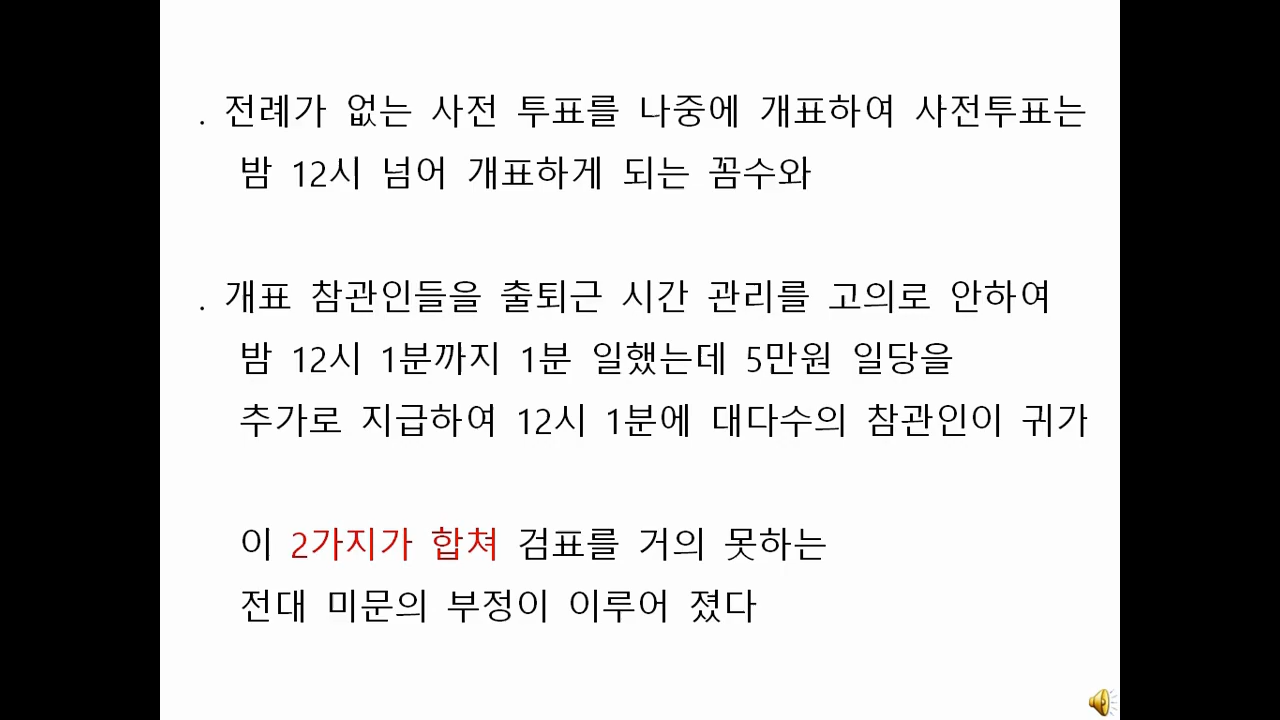 . 전례가 없는 사전 투표를 나중에 개표하여 사전투표는
밤 12시 넘어 개표하게 되는 꼼수와
. 개표 참관인들을 출퇴근 시간 관리를 고의로 안하여
밤 12시 1분까지 1분 일했는데 5만원 일당을
추가로 지급하여 12시 1분에 대다수의 참관인이 귀가
이 2가지가 합쳐 검표를 거의 못하는
전대 미문의 부정이 이루어 졌다